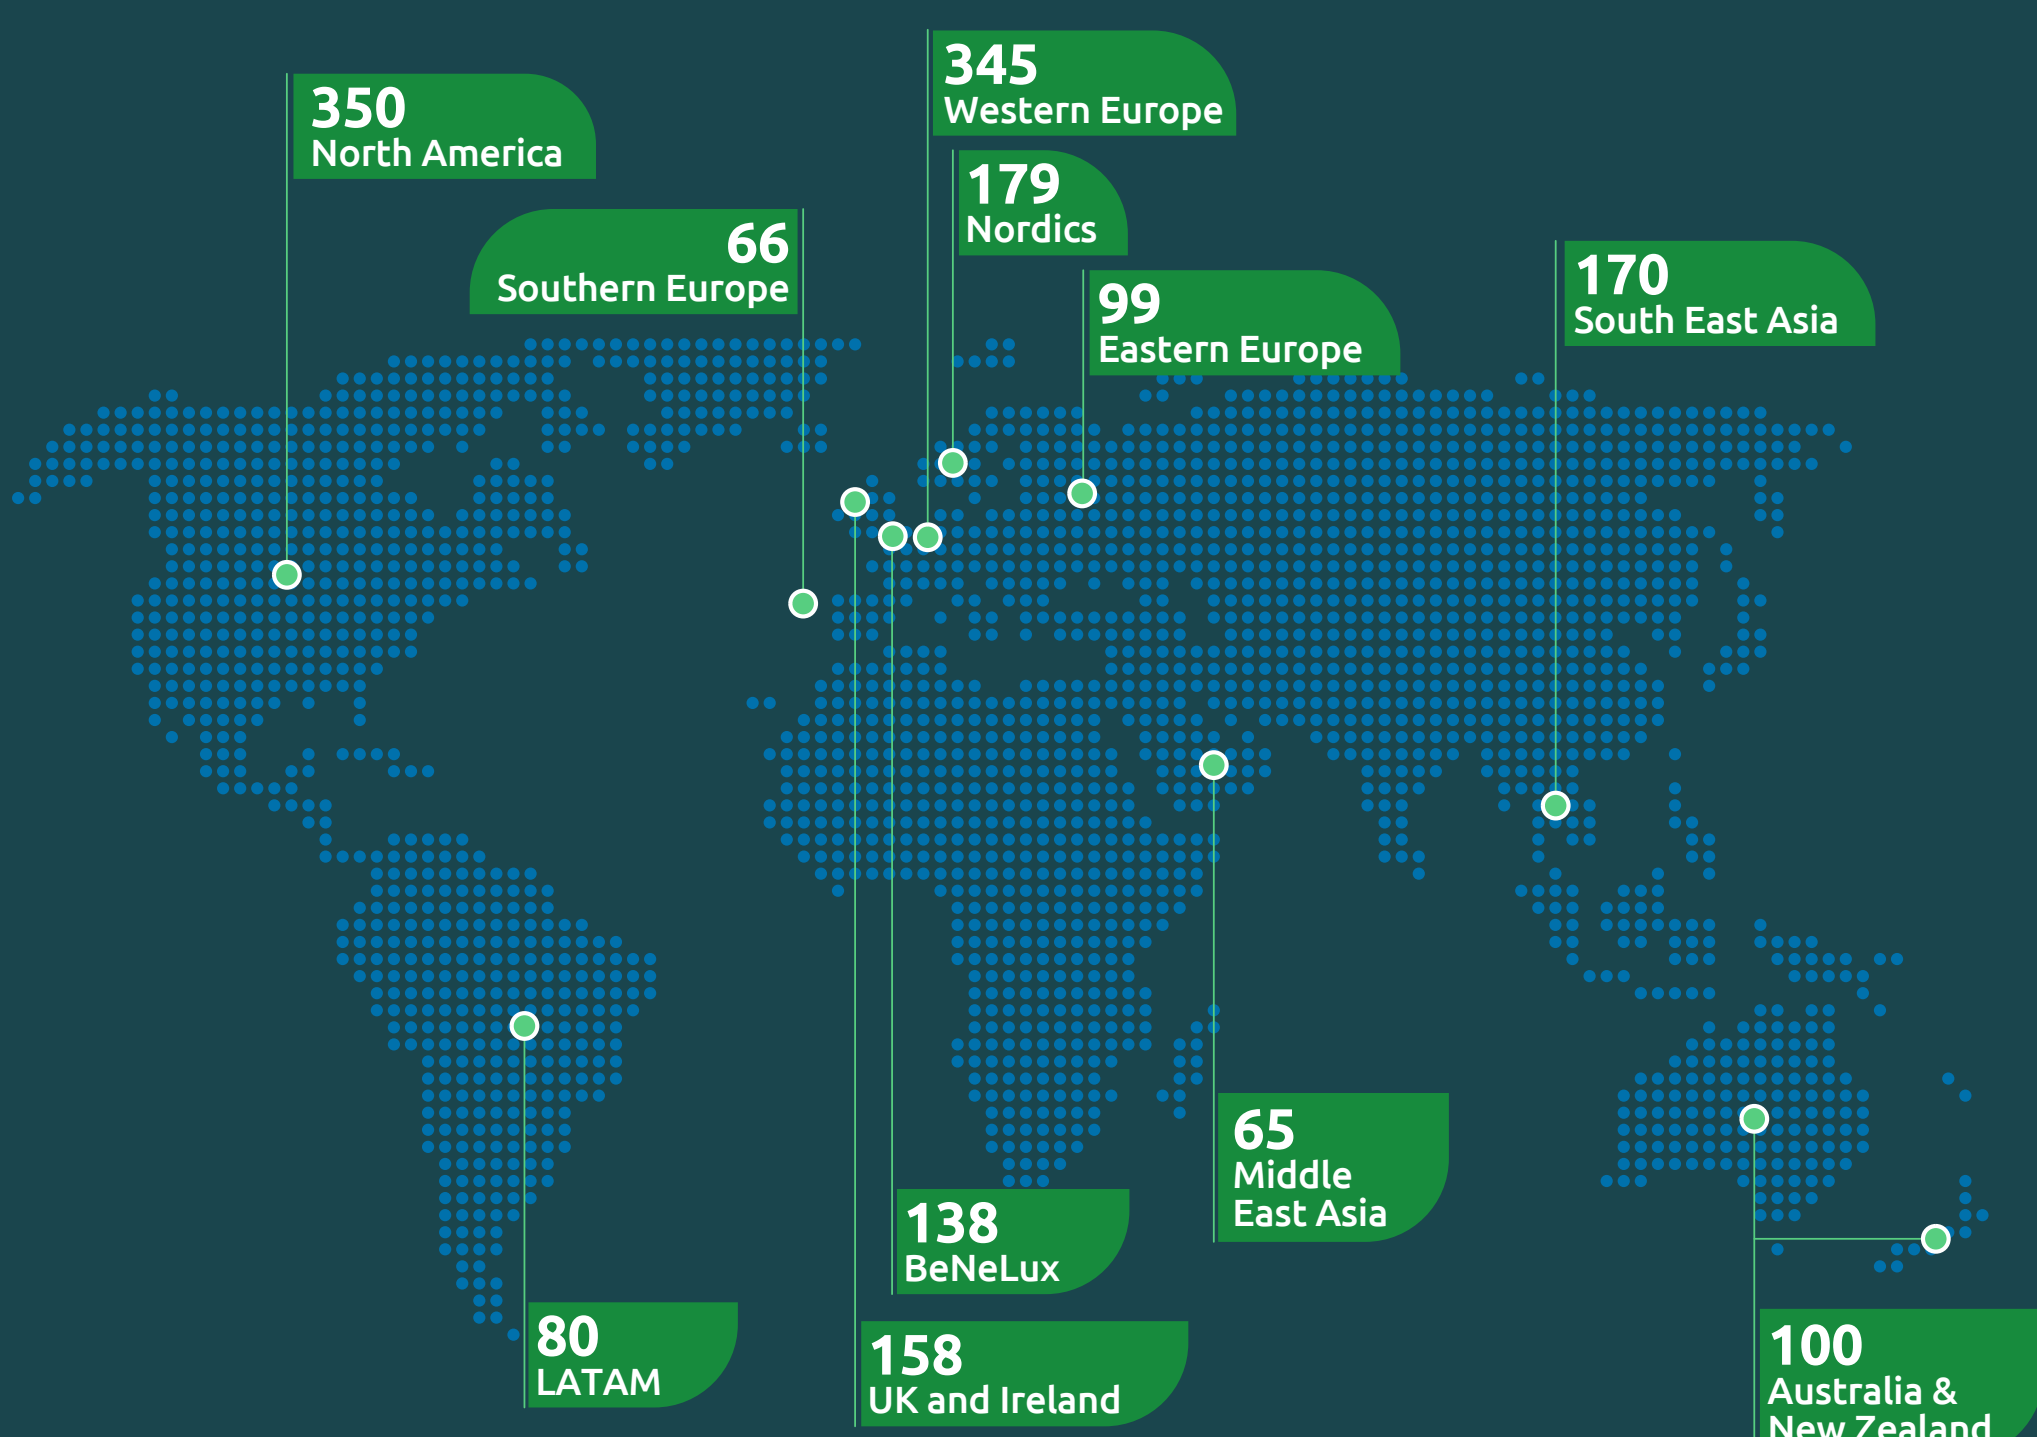 345
Western Europe
350
North America
179
Nordics
66
Southern Europe
170
South East Asia
99
Eastern Europe
65
Middle
East Asia
138
BeNeLux
80
LATAM
158
UK and Ireland
100
Australia &
New Zealand